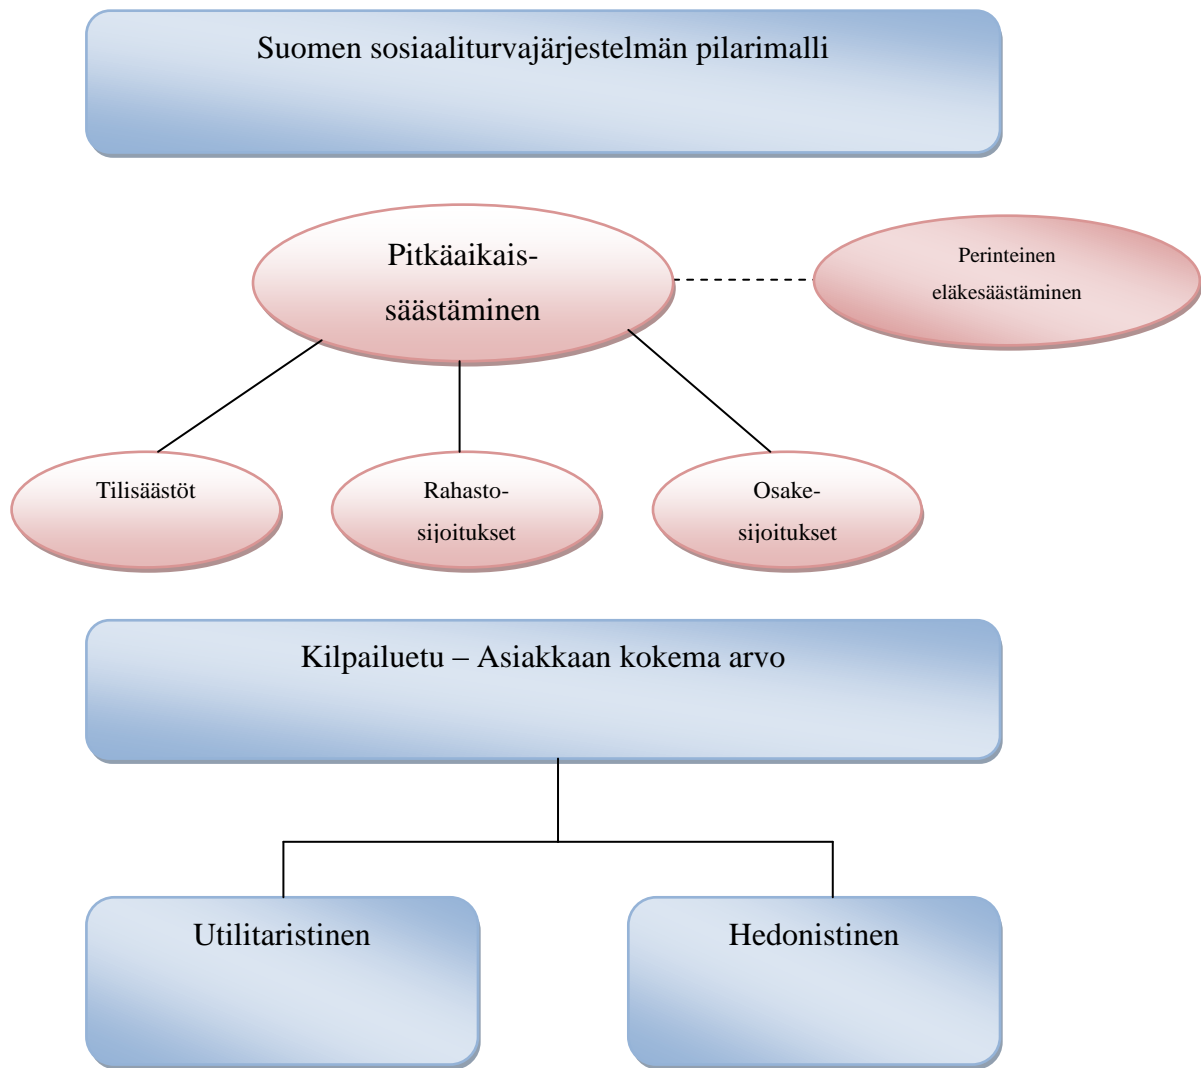 Suomen sosiaaliturvajärjestelmän pilarimalli
Pitkäaikais-
säästäminen
Perinteinen
eläkesäästäminen
Tilisäästöt
Rahasto-
sijoitukset
Osake-
sijoitukset
Kilpailuetu – Asiakkaan kokema arvo
Utilitaristinen
Hedonistinen